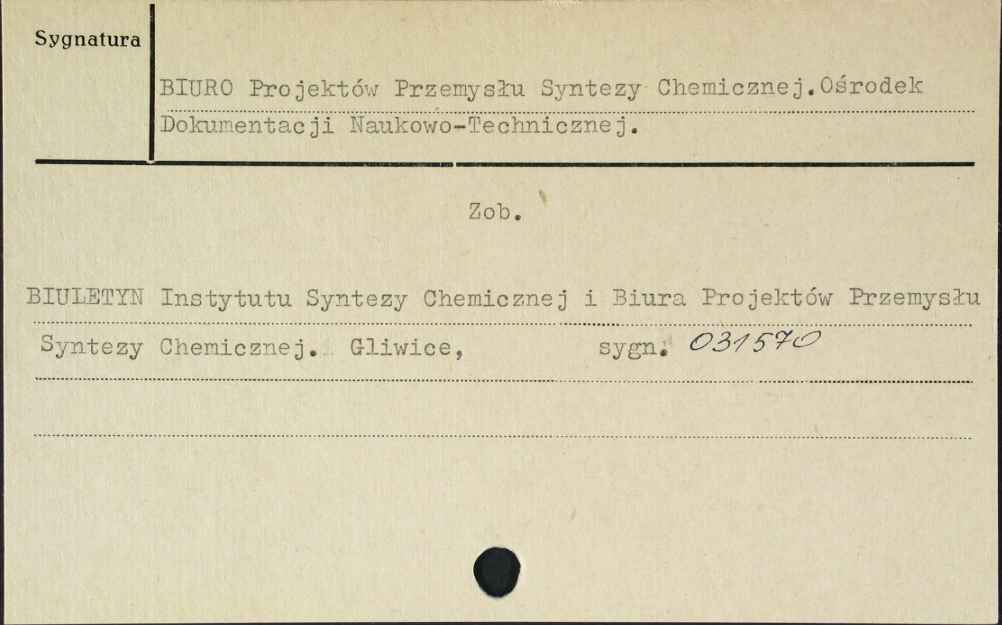 Sygnatura
BIURO Projektów Przemysłu Syntezy Chemicznej.Ośrodek
Dokumentacji Naukowo-Technicznej.
Zob.
BIULETYN Instytutu Syntezy Chemicznej i Biura Projektów Przemysłu
Syntezy Chemicznej. Gliwice, sygn. 031570